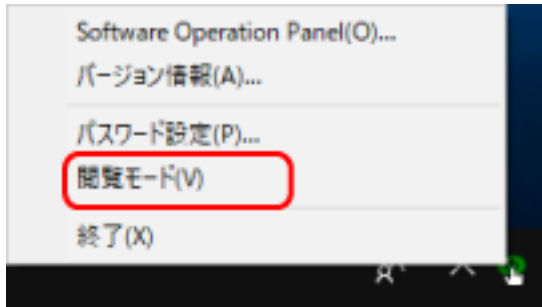 Software Operation Panel(O)...
バージョン情報(A)...
パスワード設定(P)...
閲覧モード(V)
終了(X)